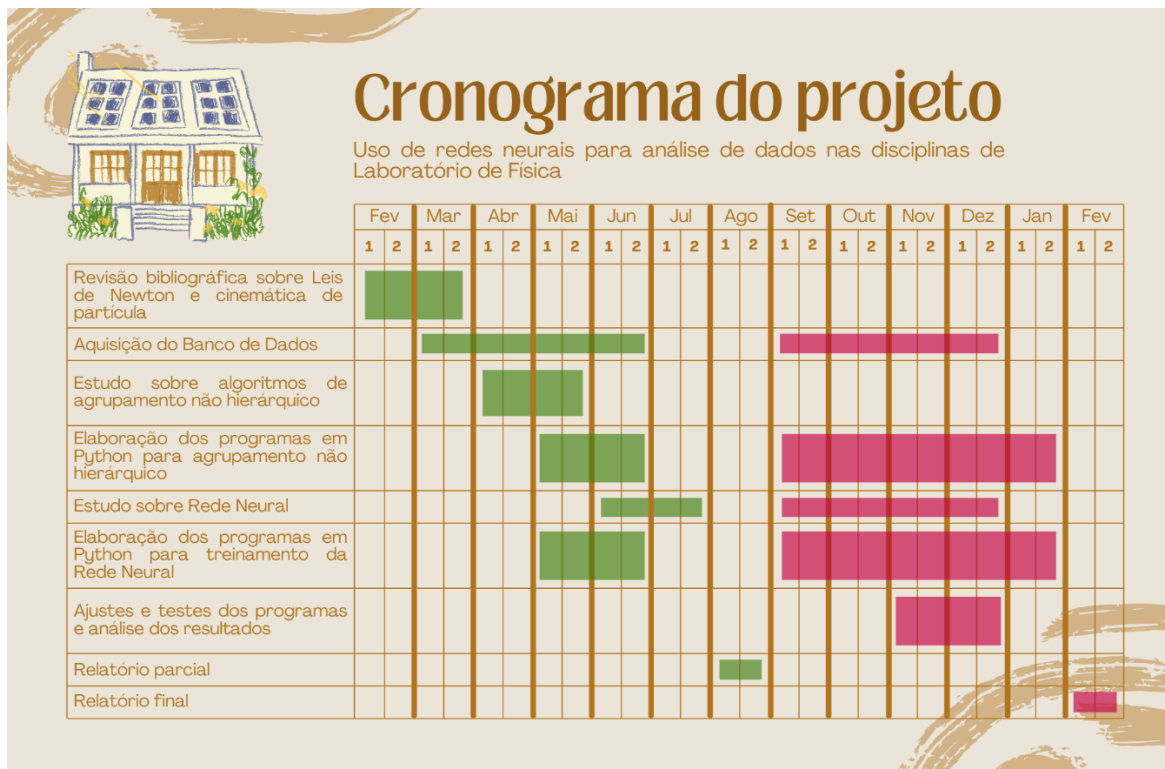 Cronograma do projeto
Uso de redes neurais para análise de dados nas disciplinas de
Laboratório de Física
Fev Mar Abr Mai Jun Jul Ago Set Out Nov Dez Jan Fev
1 2 1 2 1 2 1 2 1 2 1 2 1 2 1 2 1 2 1 2 1 2 1 2 1 2
Revisão bibliográfica sobre Leis
de Newton e cinemática de
partícula
Aquisição do Banco de Dados
Estudo sobre algoritmos de
agrupamento não hierárquico
Elaboração dos programas em
Python para agrupamento não
hierárquico
Estudo sobre Rede Neural
Elaboração dos programas em
Python para treinamento da
Rede Neural
Ajustes e testes dos programas
e análise dos resultados
Relatório parcial
Relatório final